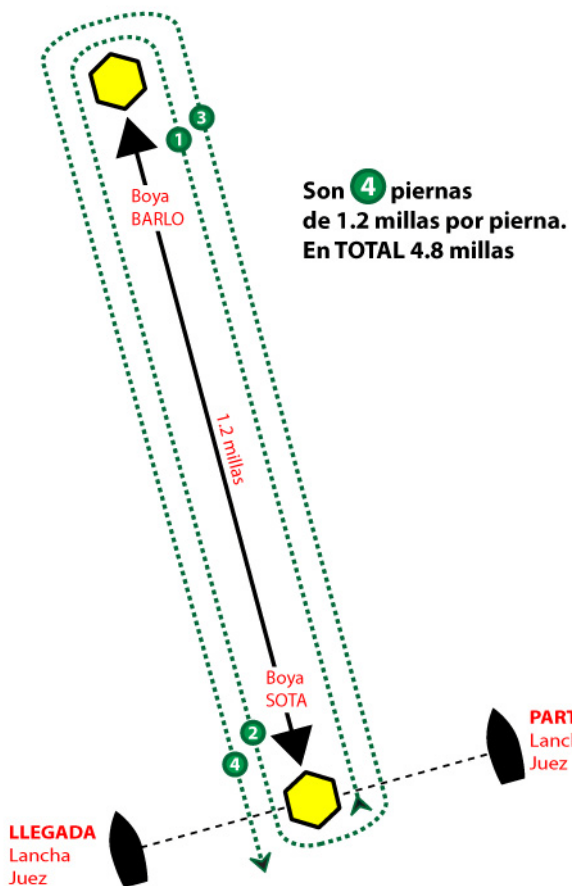 1
3
Boya
BARLO
Son 4 piernas
de 1.2 millas por pierna.
En TOTAL 4.8 millas
1.2 millas
Boya
SOTA
2
4
Juez
LLEGADA
Lancha
Juez